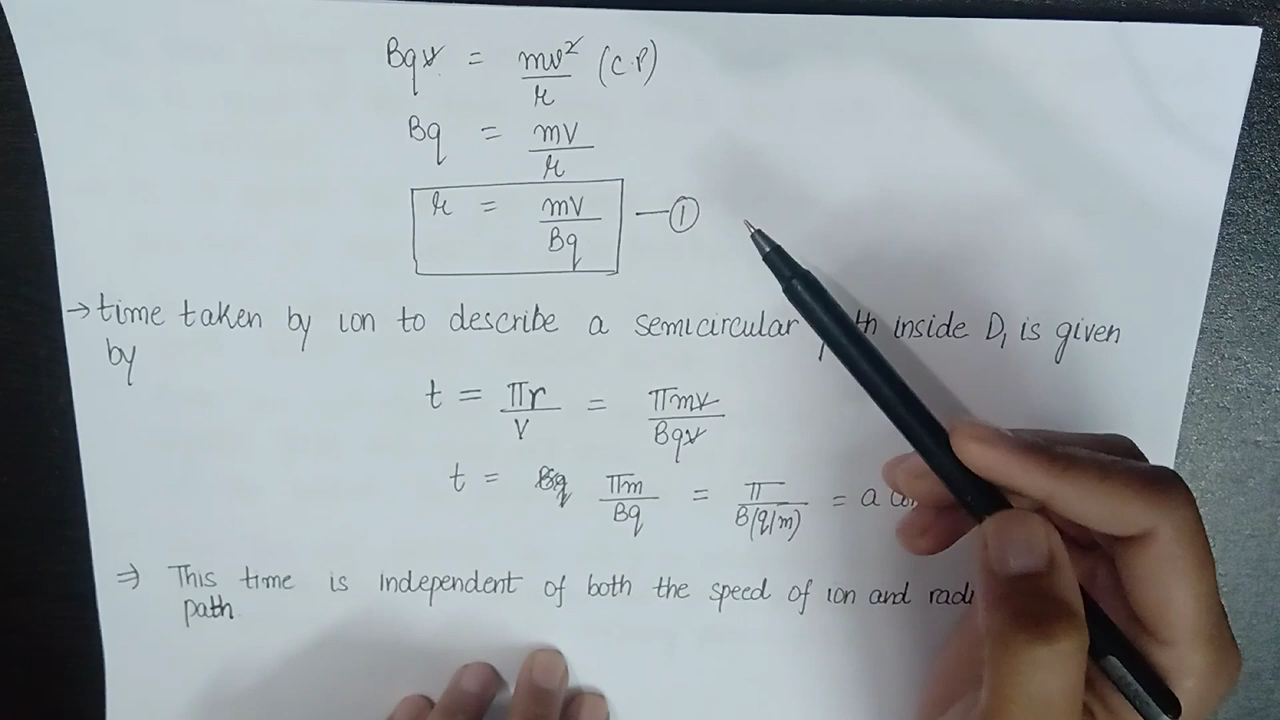 Bqv = mv²/r (C.P)
Bq = mv/r
r = mv/Bq — ①
→ time taken by ion to describe a semicircular inside D₁ is given
by
t = πr/v = πmv/Bqv
t = πm/Bq = π/B(q/m) = a
⇒ This time is independent of both the speed of ion and
path